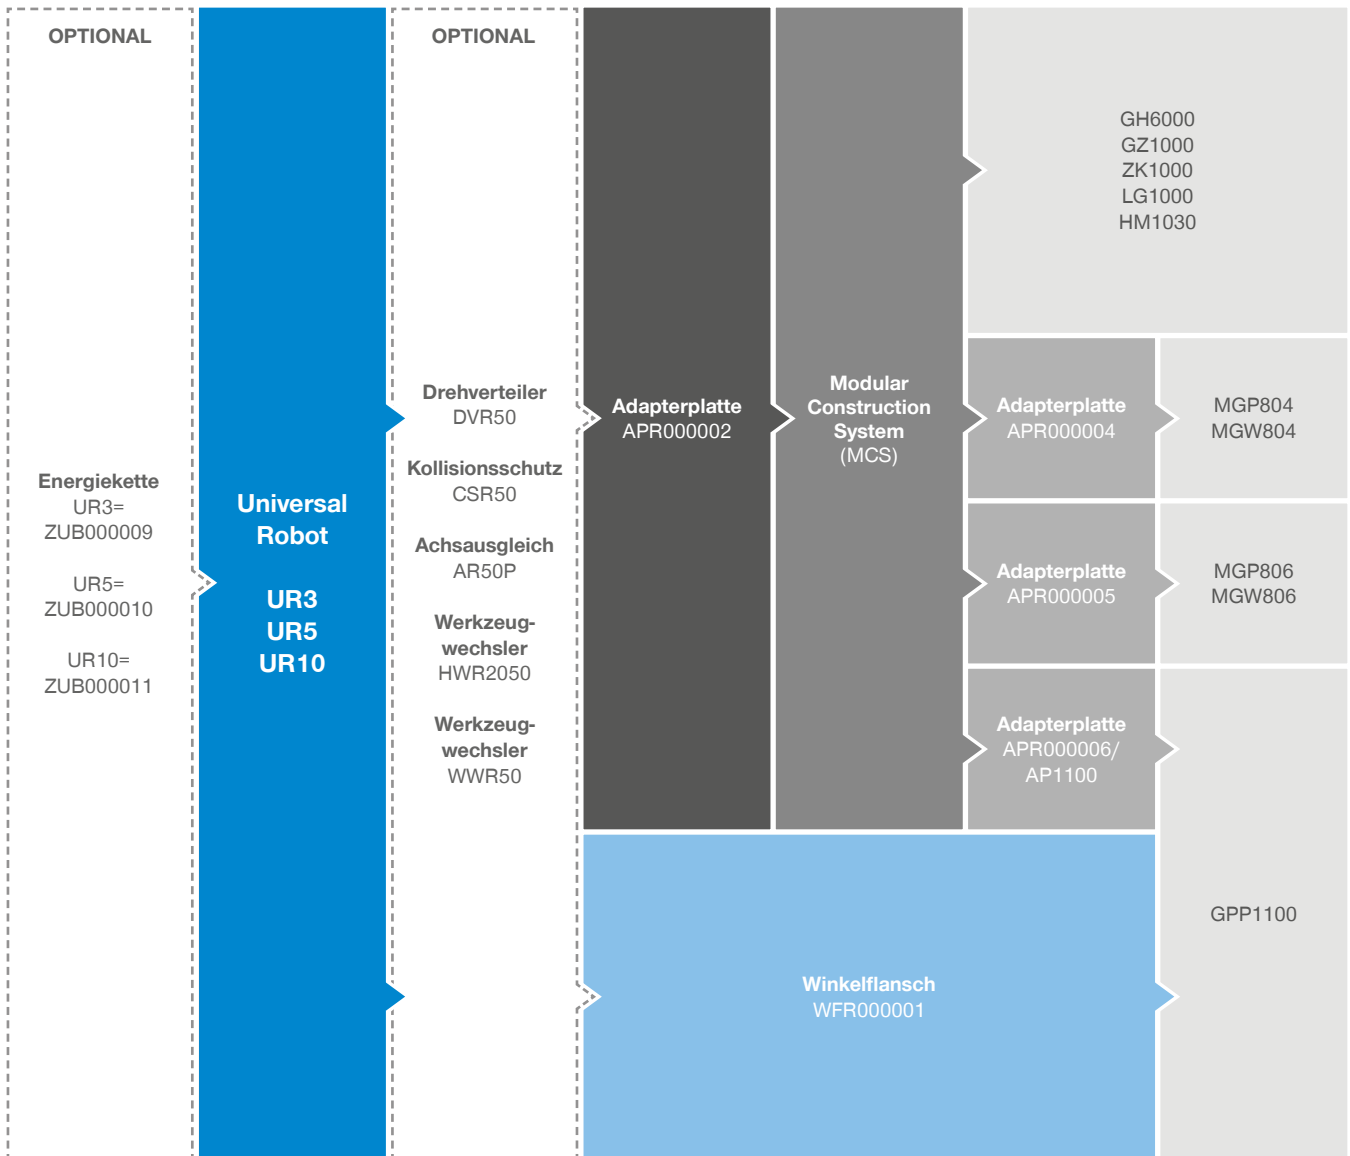 OPTIONAL
Energiekette
UR3=
ZUB000009
UR5=
ZUB000010
UR10=
ZUB000011
Universal
Robot
UR3
UR5
UR10
OPTIONAL
Drehverteiler
DVR50
Kollisionsschutz
CSR50
Achsausgleich
AR50P
Werkzeug-
wechsler
HWR2050
Werkzeug-
wechsler
WWR50
Adapterplatte
APR000002
Modular
Construction
System
(MCS)
GH6000
GZ1000
ZK1000
LG1000
HM1030
Adapterplatte
APR000004
MGP804
MGW804
Adapterplatte
APR000005
MGP806
MGW806
Adapterplatte
APR000006/
AP1100
GPP1100
Winkelflansch
WFR000001